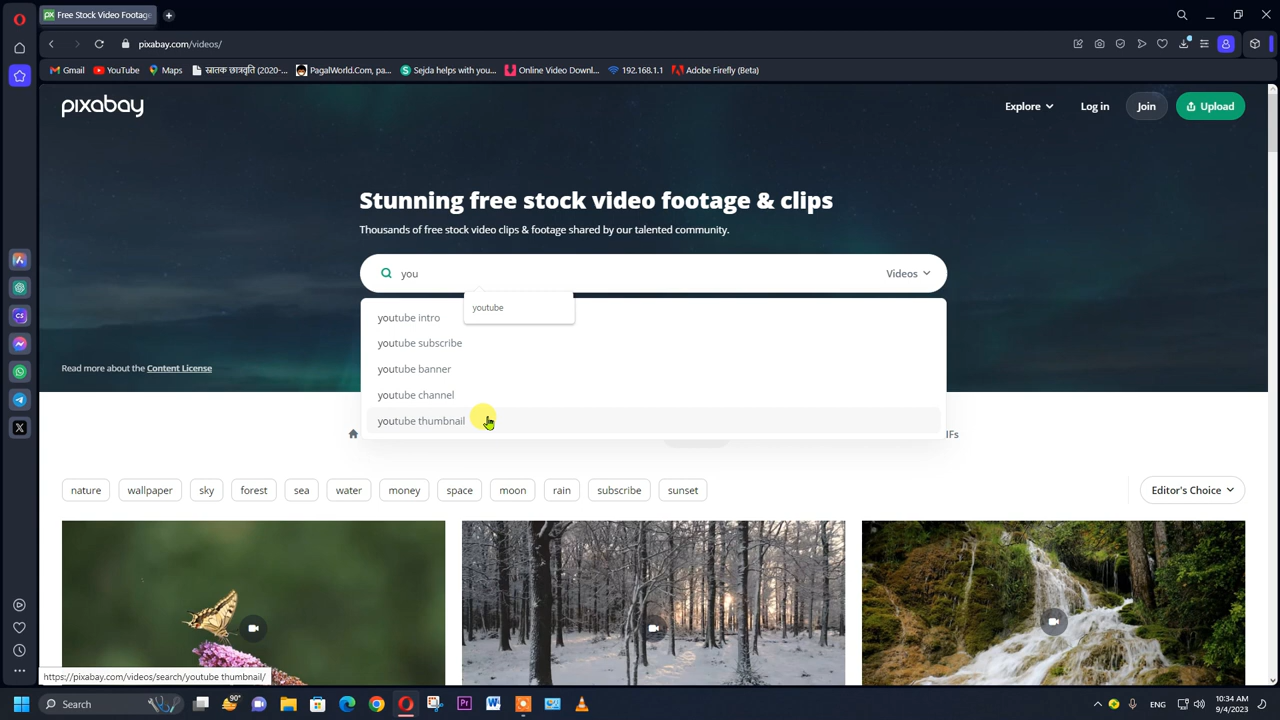 Free Stock Video Footage
pixabay.com/videos/
Gmail YouTube Maps स्नातक छात्रवृति (2020-... PagalWorld.Com, pa... Sejda helps with you... Online Video Downl... 192.168.1.1 Adobe Firefly (Beta)
pixabay Explore Log in Join Upload
Stunning free stock video footage & clips
Thousands of free stock video clips & footage shared by our talented community.
you Videos
youtube
youtube intro
youtube subscribe
Read more about the Content License
youtube banner
youtube channel
youtube thumbnail
IFs
nature wallpaper sky forest sea water money space moon rain subscribe sunset Editor's Choice
https://pixabay.com/videos/search/youtube thumbnail/
Search 90° ENG 10:34 AM
9/4/2023